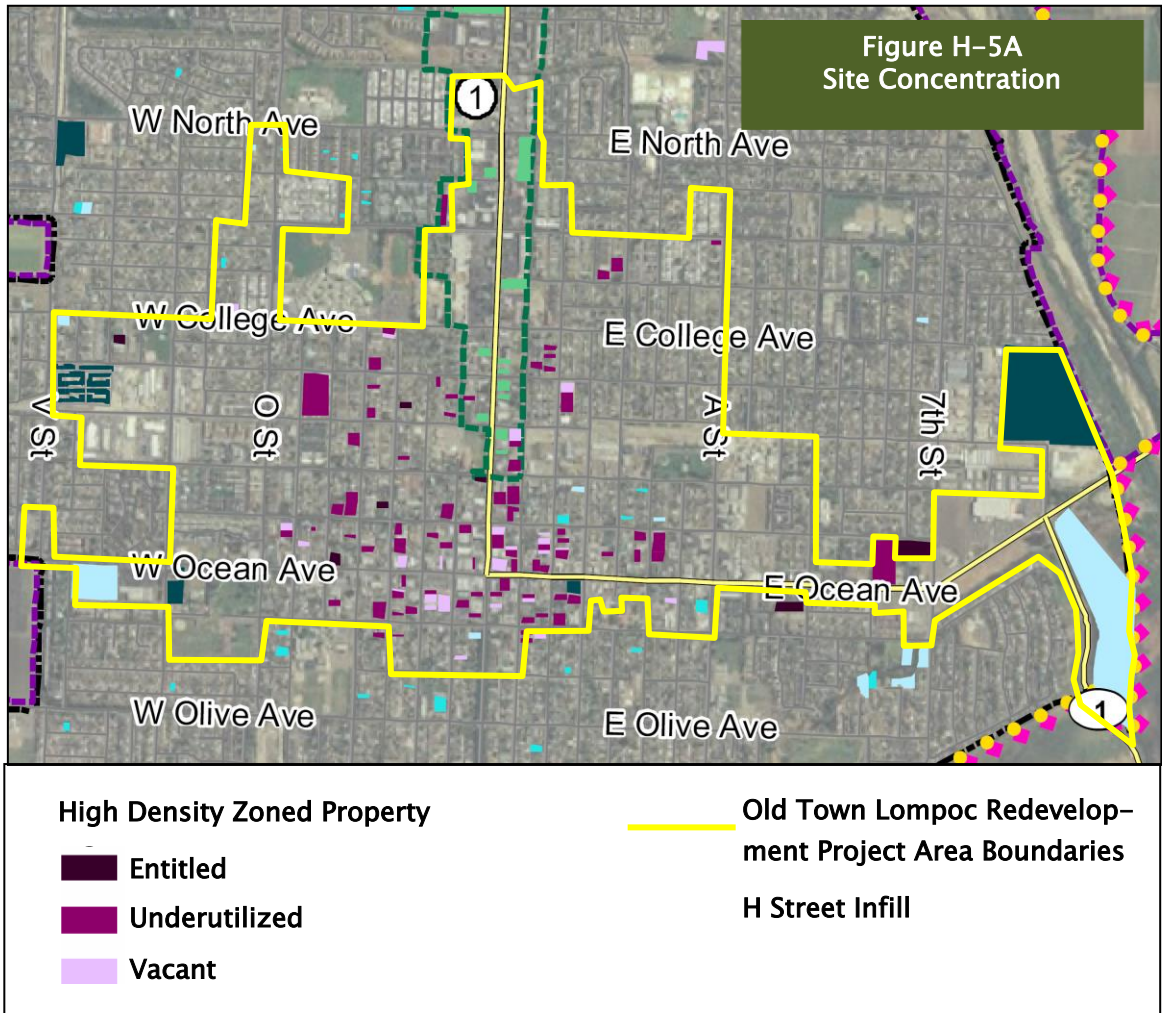 Figure H-5A
Site Concentration
1
W North Ave
E North Ave
W College Ave
E College Ave
V St
O St
A St
7th St
W Ocean Ave
E Ocean Ave
W Olive Ave
E Olive Ave
1
High Density Zoned Property
Entitled
Underutilized
Vacant
Old Town Lompoc Redevelop-
ment Project Area Boundaries
H Street Infill